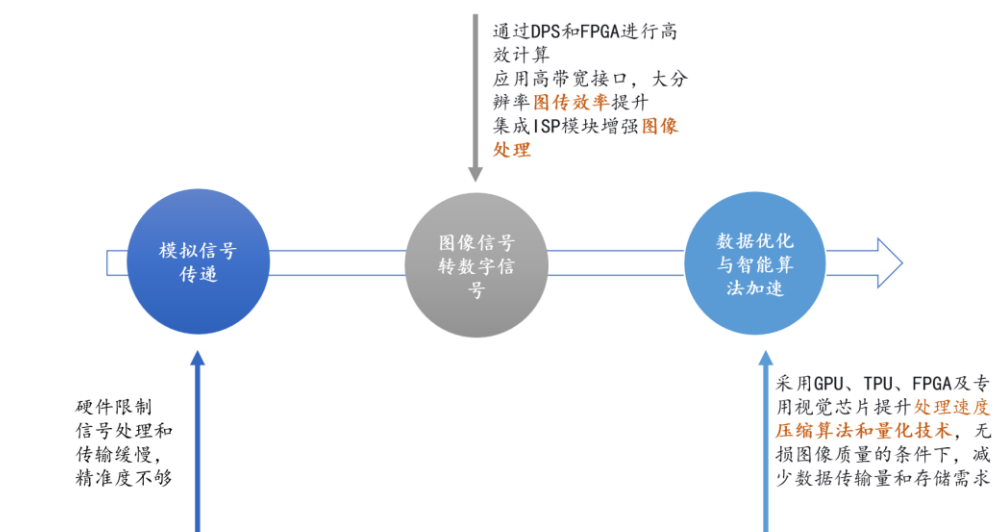 通过DPS和FPGA进行高
效计算
应用高带宽接口，大分
辨率图传效率提升
集成ISP模块增强图像
处理
模拟信号
传递
图像信号
转数字信
号
数据优化
与智能算
法加速
硬件限制
信号处理和
传输缓慢，
精准度不够
采用GPU、TPU、FPGA及专
用视觉芯片提升处理速度
压缩算法和量化技术，无
损图像质量的条件下，减
少数据传输量和存储需求